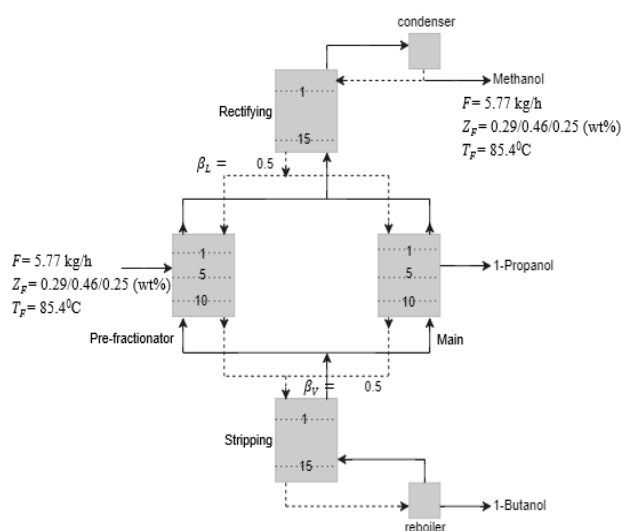 condenser
1
Rectifying
15
Methanol
F= 5.77 kg/h
Z_F= 0.29/0.46/0.25 (wt%)
T_F= 85.4⁰C
β_L = 0.5
F= 5.77 kg/h
Z_F= 0.29/0.46/0.25 (wt%)
T_F= 85.4⁰C
1
5
10
Pre-fractionator
1
5
10
1-Propanol
Main
β_V = 0.5
1
Stripping
15
1-Butanol
reboiler